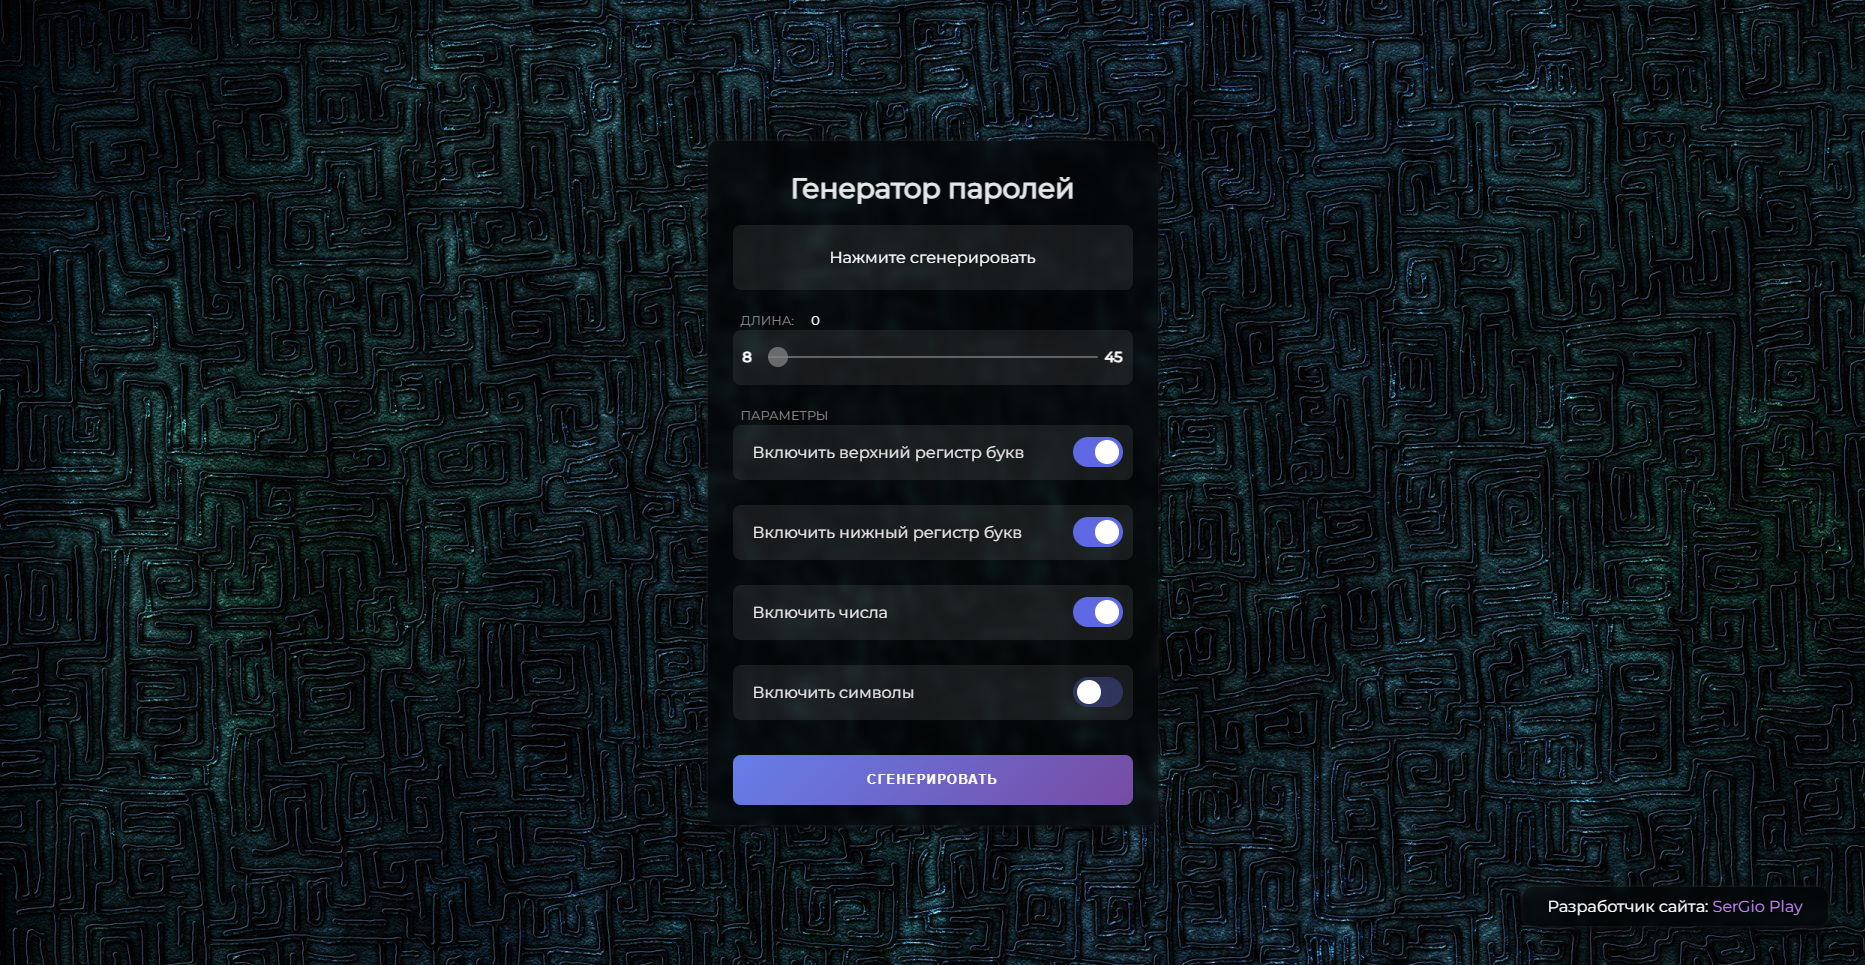 Генератор паролей
Нажмите сгенерировать
ДЛИНА: 0
8 45
ПАРАМЕТРЫ
Включить верхний регистр букв
Включить нижный регистр букв
Включить числа
Включить символы
СГЕНЕРИРОВАТЬ
Разработчик сайта: SerGio Play